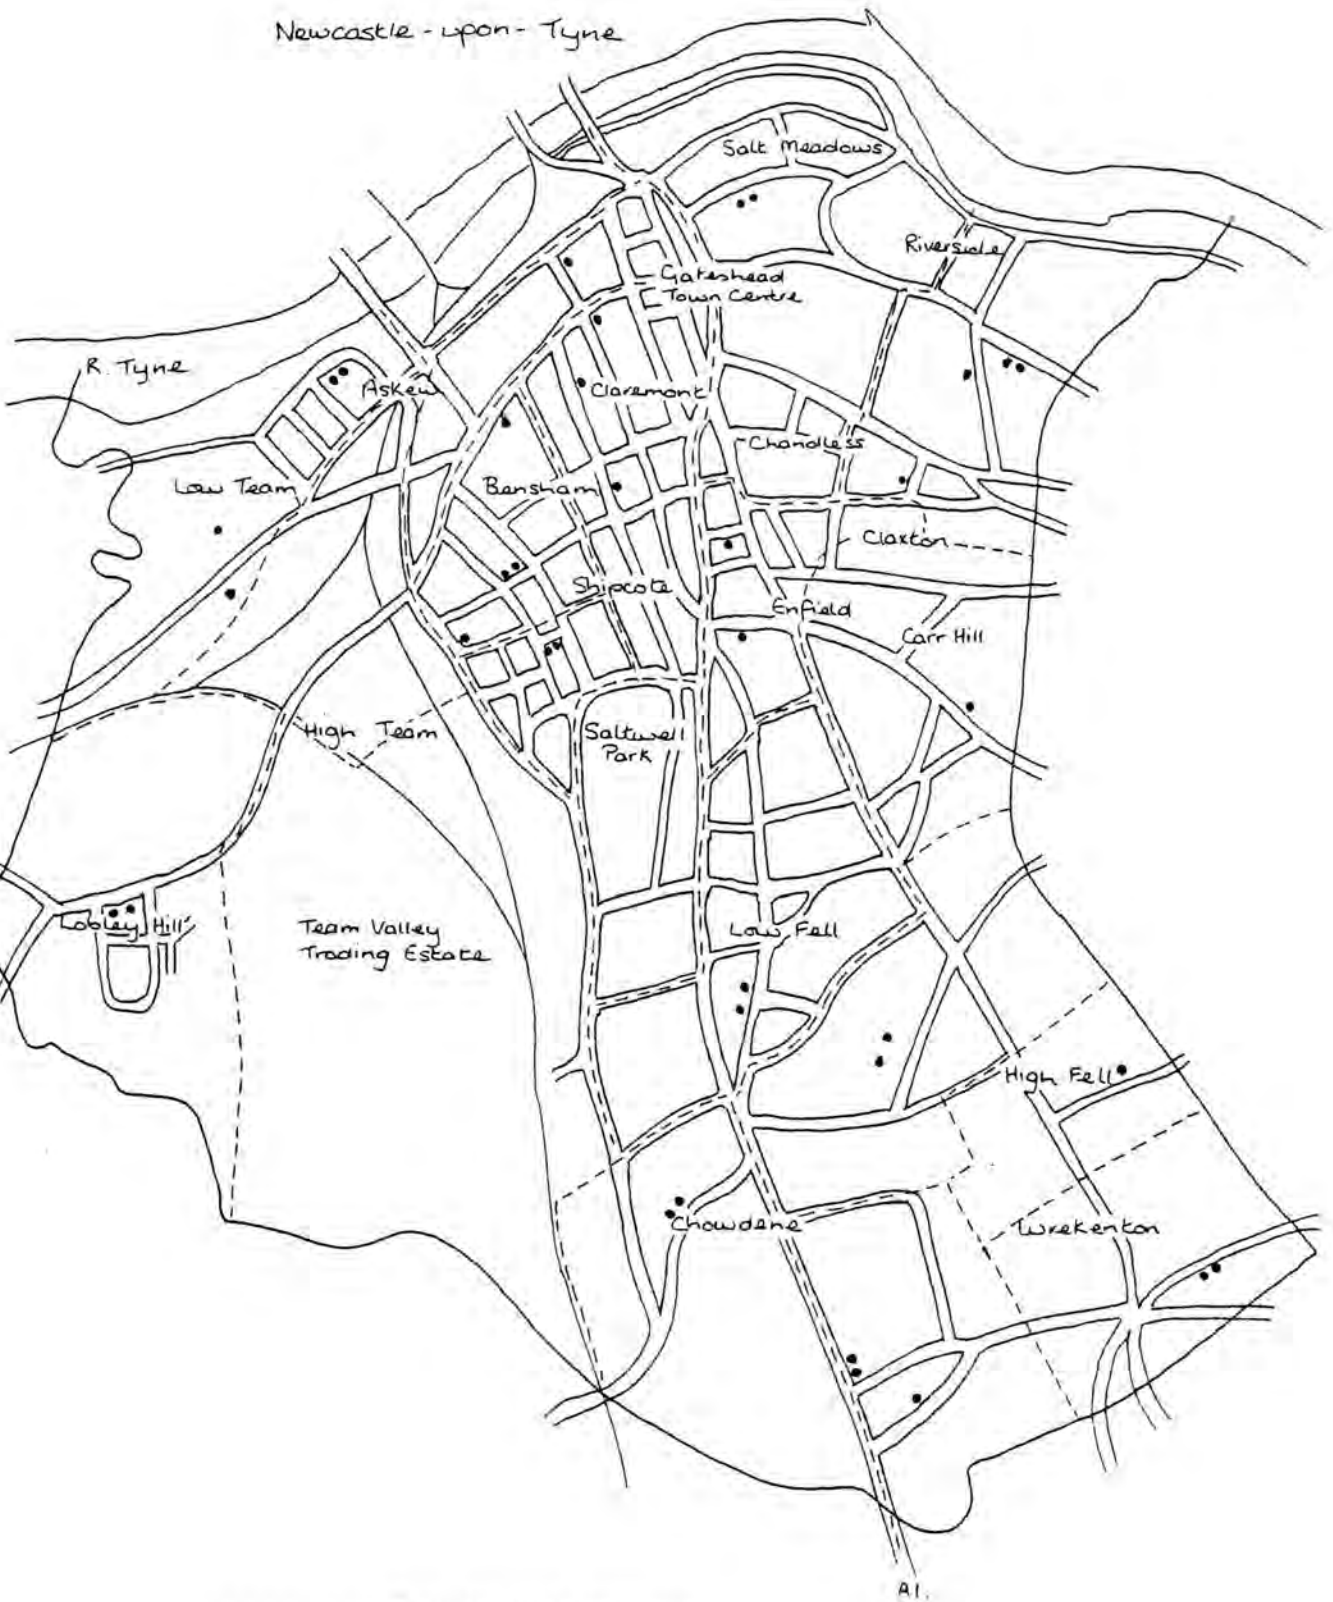 Newcastle - upon - Tyne
Salt Meadows
Riverside
Gateshead
Town Centre
R. Tyne
Askew
Claremont
Chandless
Low Team
Bensham
Claxton
Shipcote
Enfield
Carr Hill
High Team
Saltwell
Park
Lobley Hill
Team Valley
Trading Estate
Low Fell
High Fell
Chowdene
Wrekenton
A1.